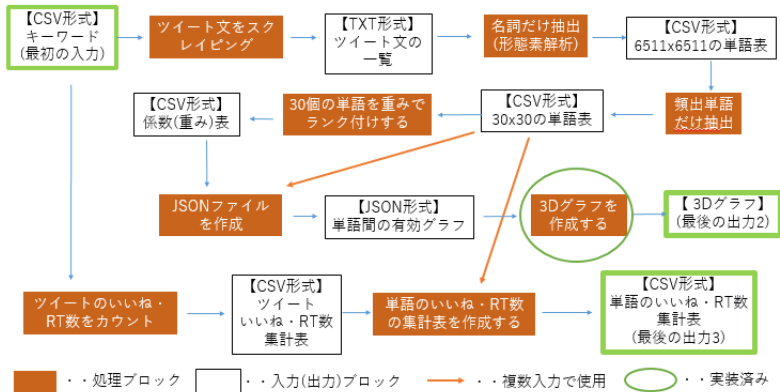 【CSV形式】
キーワード
(最初の入力)
ツイート文をスク
レイピング
【TXT形式】
ツイート文の
一覧
名詞だけ抽出
(形態素解析)
【CSV形式】
6511x6511の単語表
【CSV形式】
係数(重み)表
30個の単語を重みで
ランク付けする
【CSV形式】
30x30の単語表
頻出単語
だけ抽出
JSONファイル
を作成
【JSON形式】
単語間の有効グラフ
3Dグラフを
作成する
【 3Dグラフ】
(最後の出力2)
ツイートのいいね・
RT数をカウント
【CSV形式】
ツイート
いいね・RT数
集計表
単語のいいね・RT数
の集計表を作成する
【CSV形式】
単語のいいね・RT数
集計表
(最後の出力3)
・・処理ブロック
・・入力(出力)ブロック
・・複数入力で使用
・・実装済み